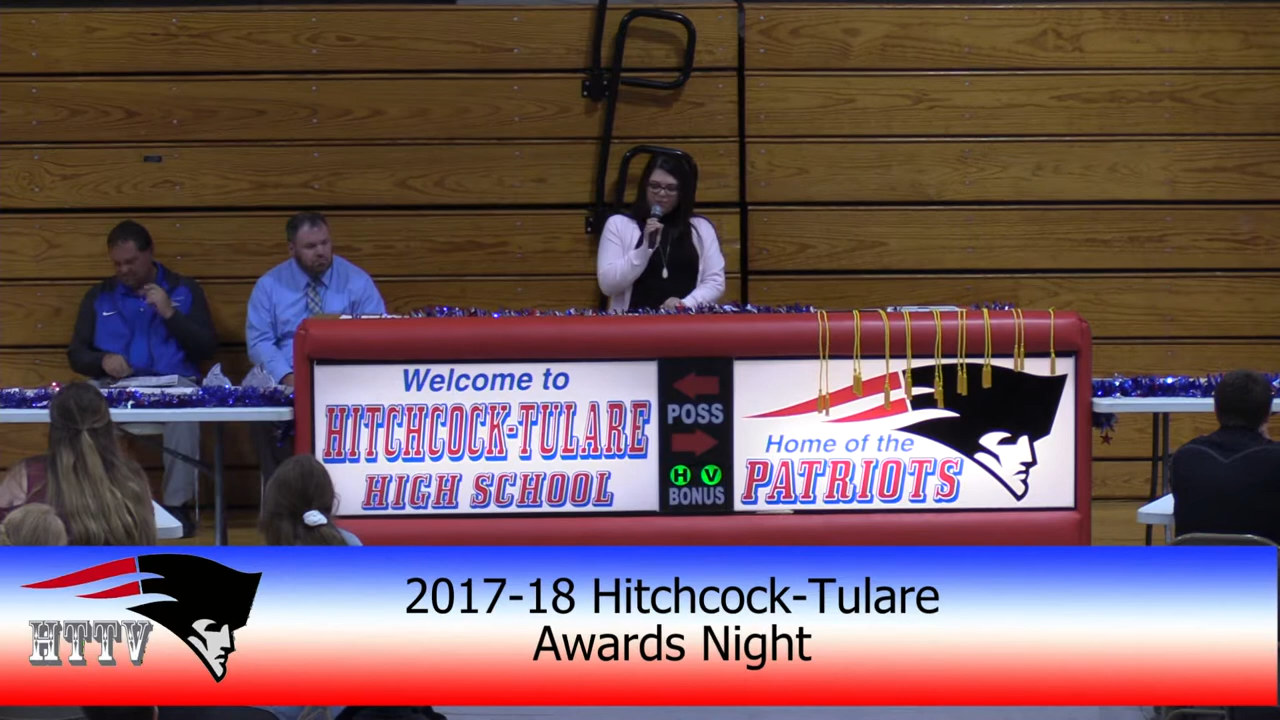 Welcome to
HITCHCOCK-TULARE
HIGH SCHOOL
POSS
H V
BONUS
Home of the
PATRIOTS
HTTV
2017-18 Hitchcock-Tulare
Awards Night